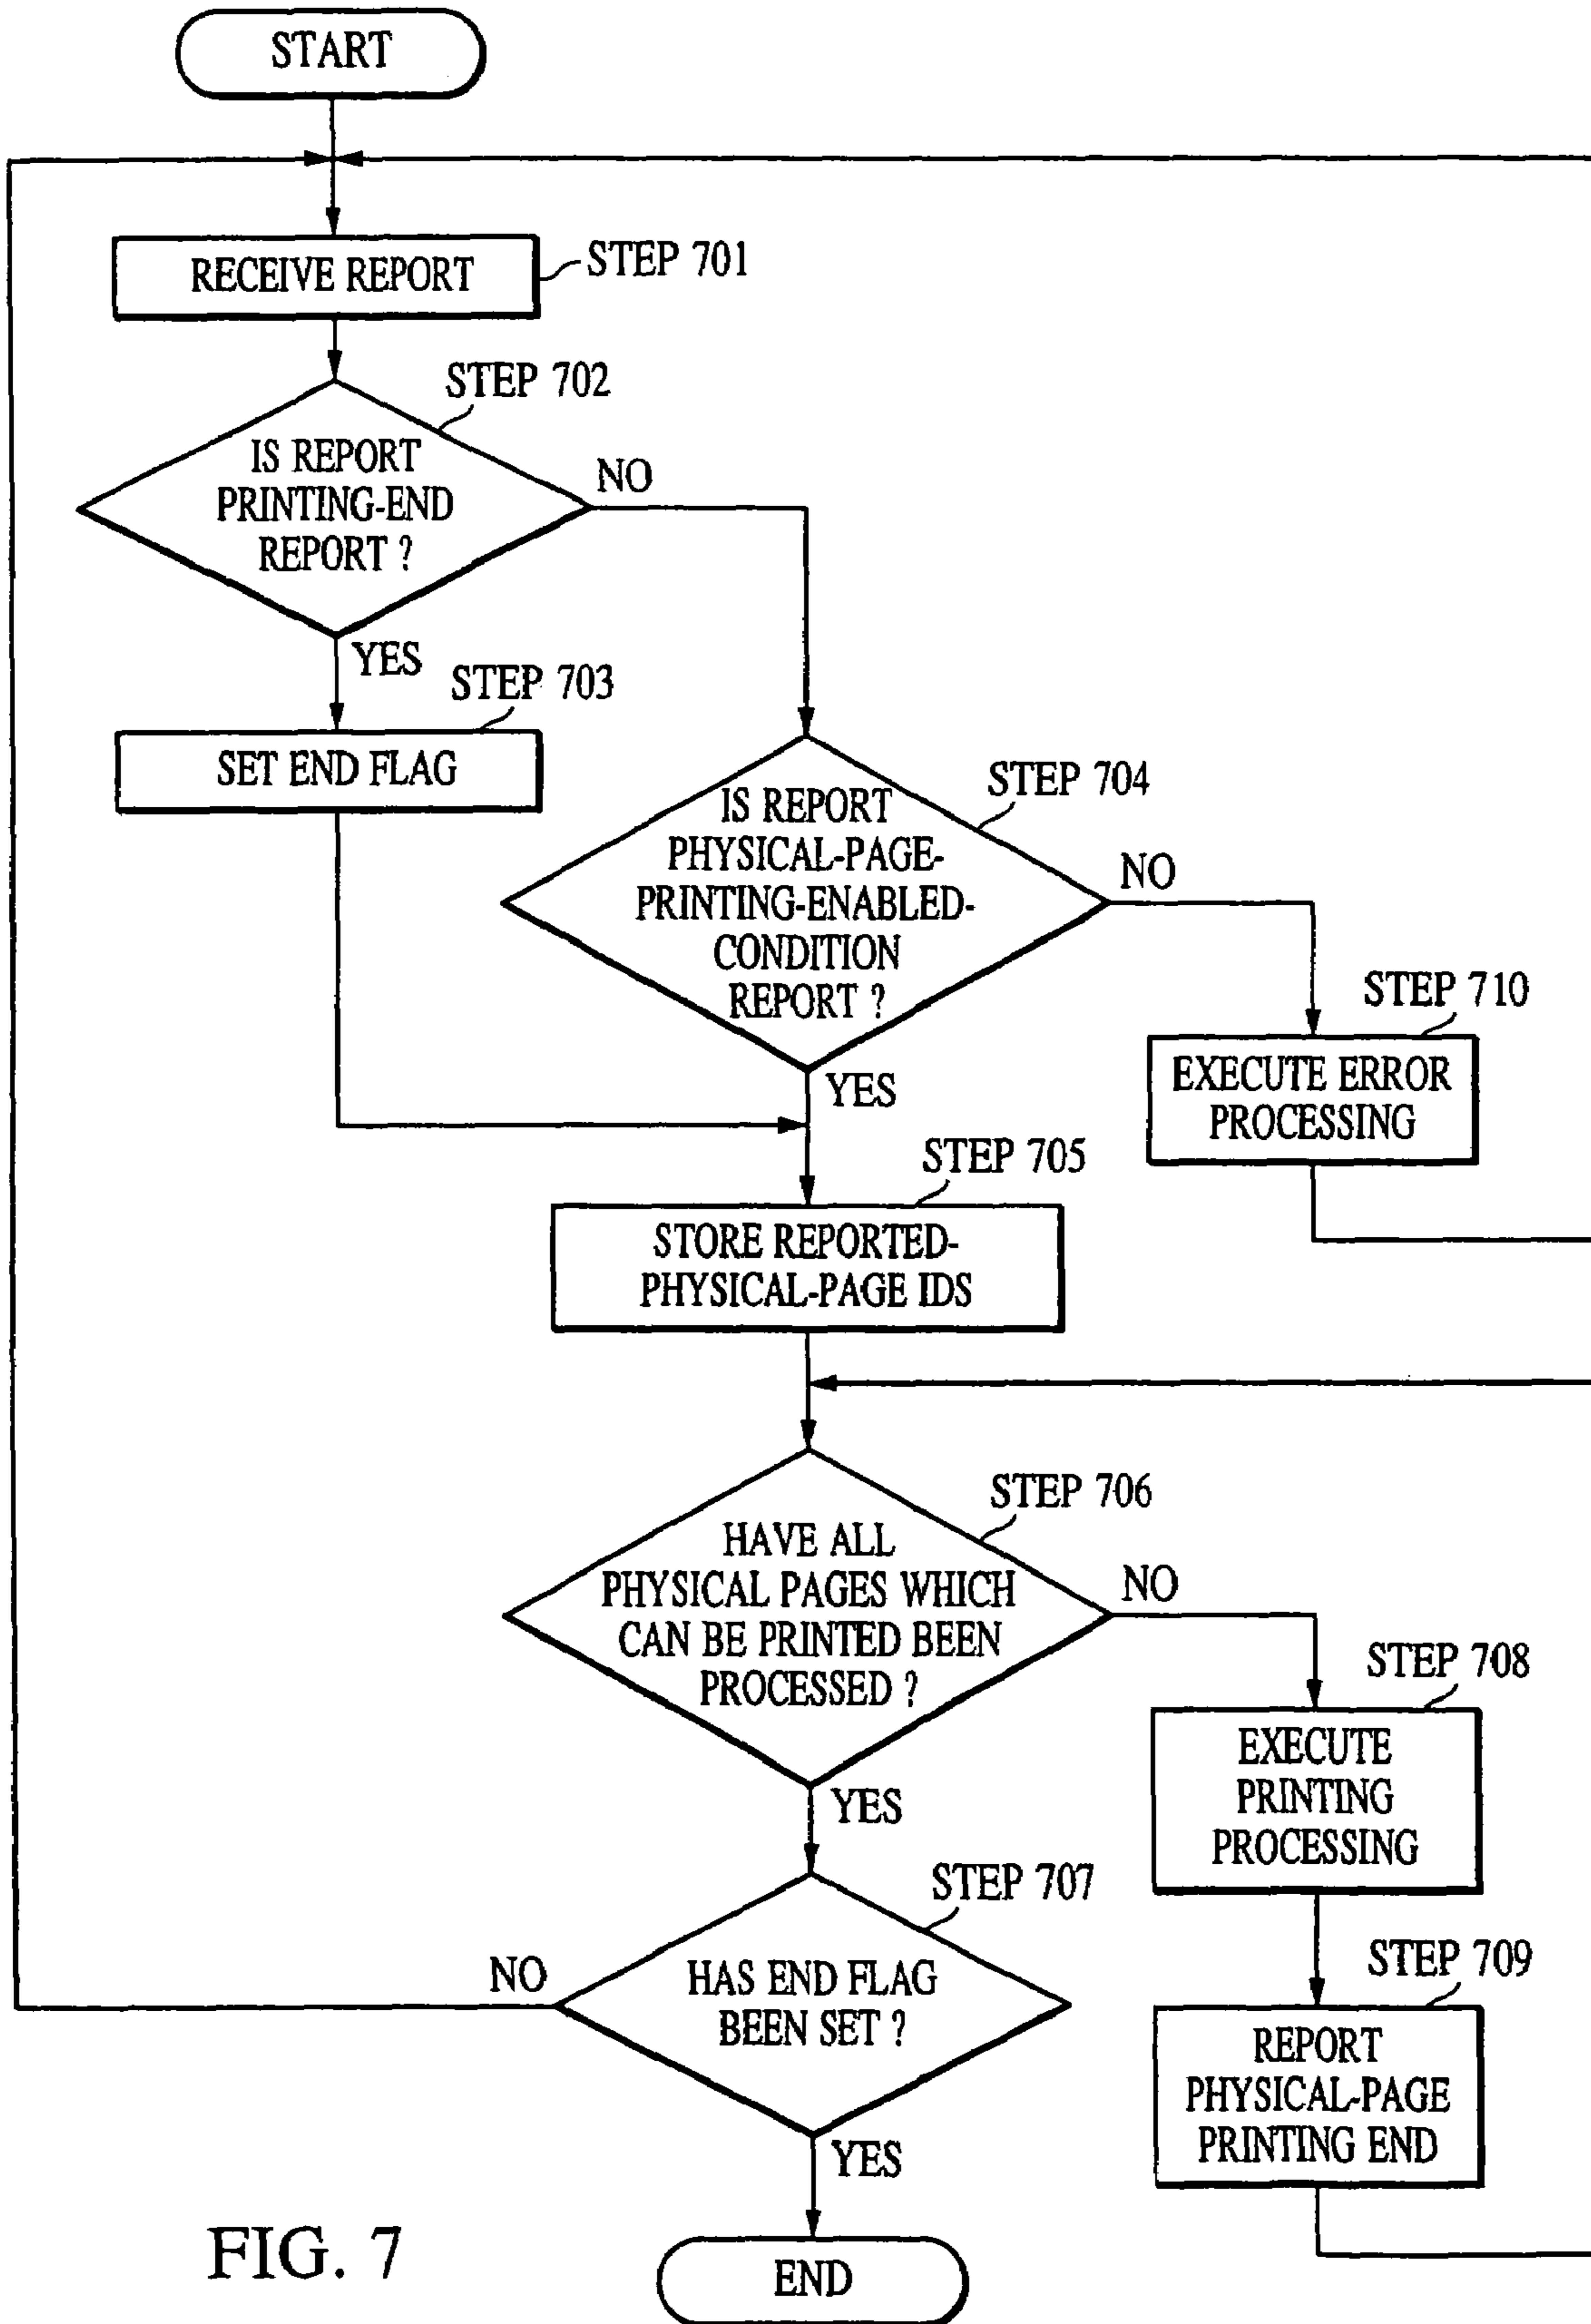 START
RECEIVE REPORT
STEP 701
STEP 702
IS REPORT
PRINTING-END
REPORT ?
NO
YES
STEP 703
SET END FLAG
STEP 704
IS REPORT
PHYSICAL-PAGE-
PRINTING-ENABLED-
CONDITION
REPORT ?
NO
YES
STEP 710
EXECUTE ERROR
PROCESSING
STEP 705
STORE REPORTED-
PHYSICAL-PAGE IDS
STEP 706
HAVE ALL
PHYSICAL PAGES WHICH
CAN BE PRINTED BEEN
PROCESSED ?
NO
YES
STEP 708
EXECUTE
PRINTING
PROCESSING
STEP 707
HAS END FLAG
BEEN SET ?
NO
YES
STEP 709
REPORT
PHYSICAL-PAGE
PRINTING END
END
FIG. 7